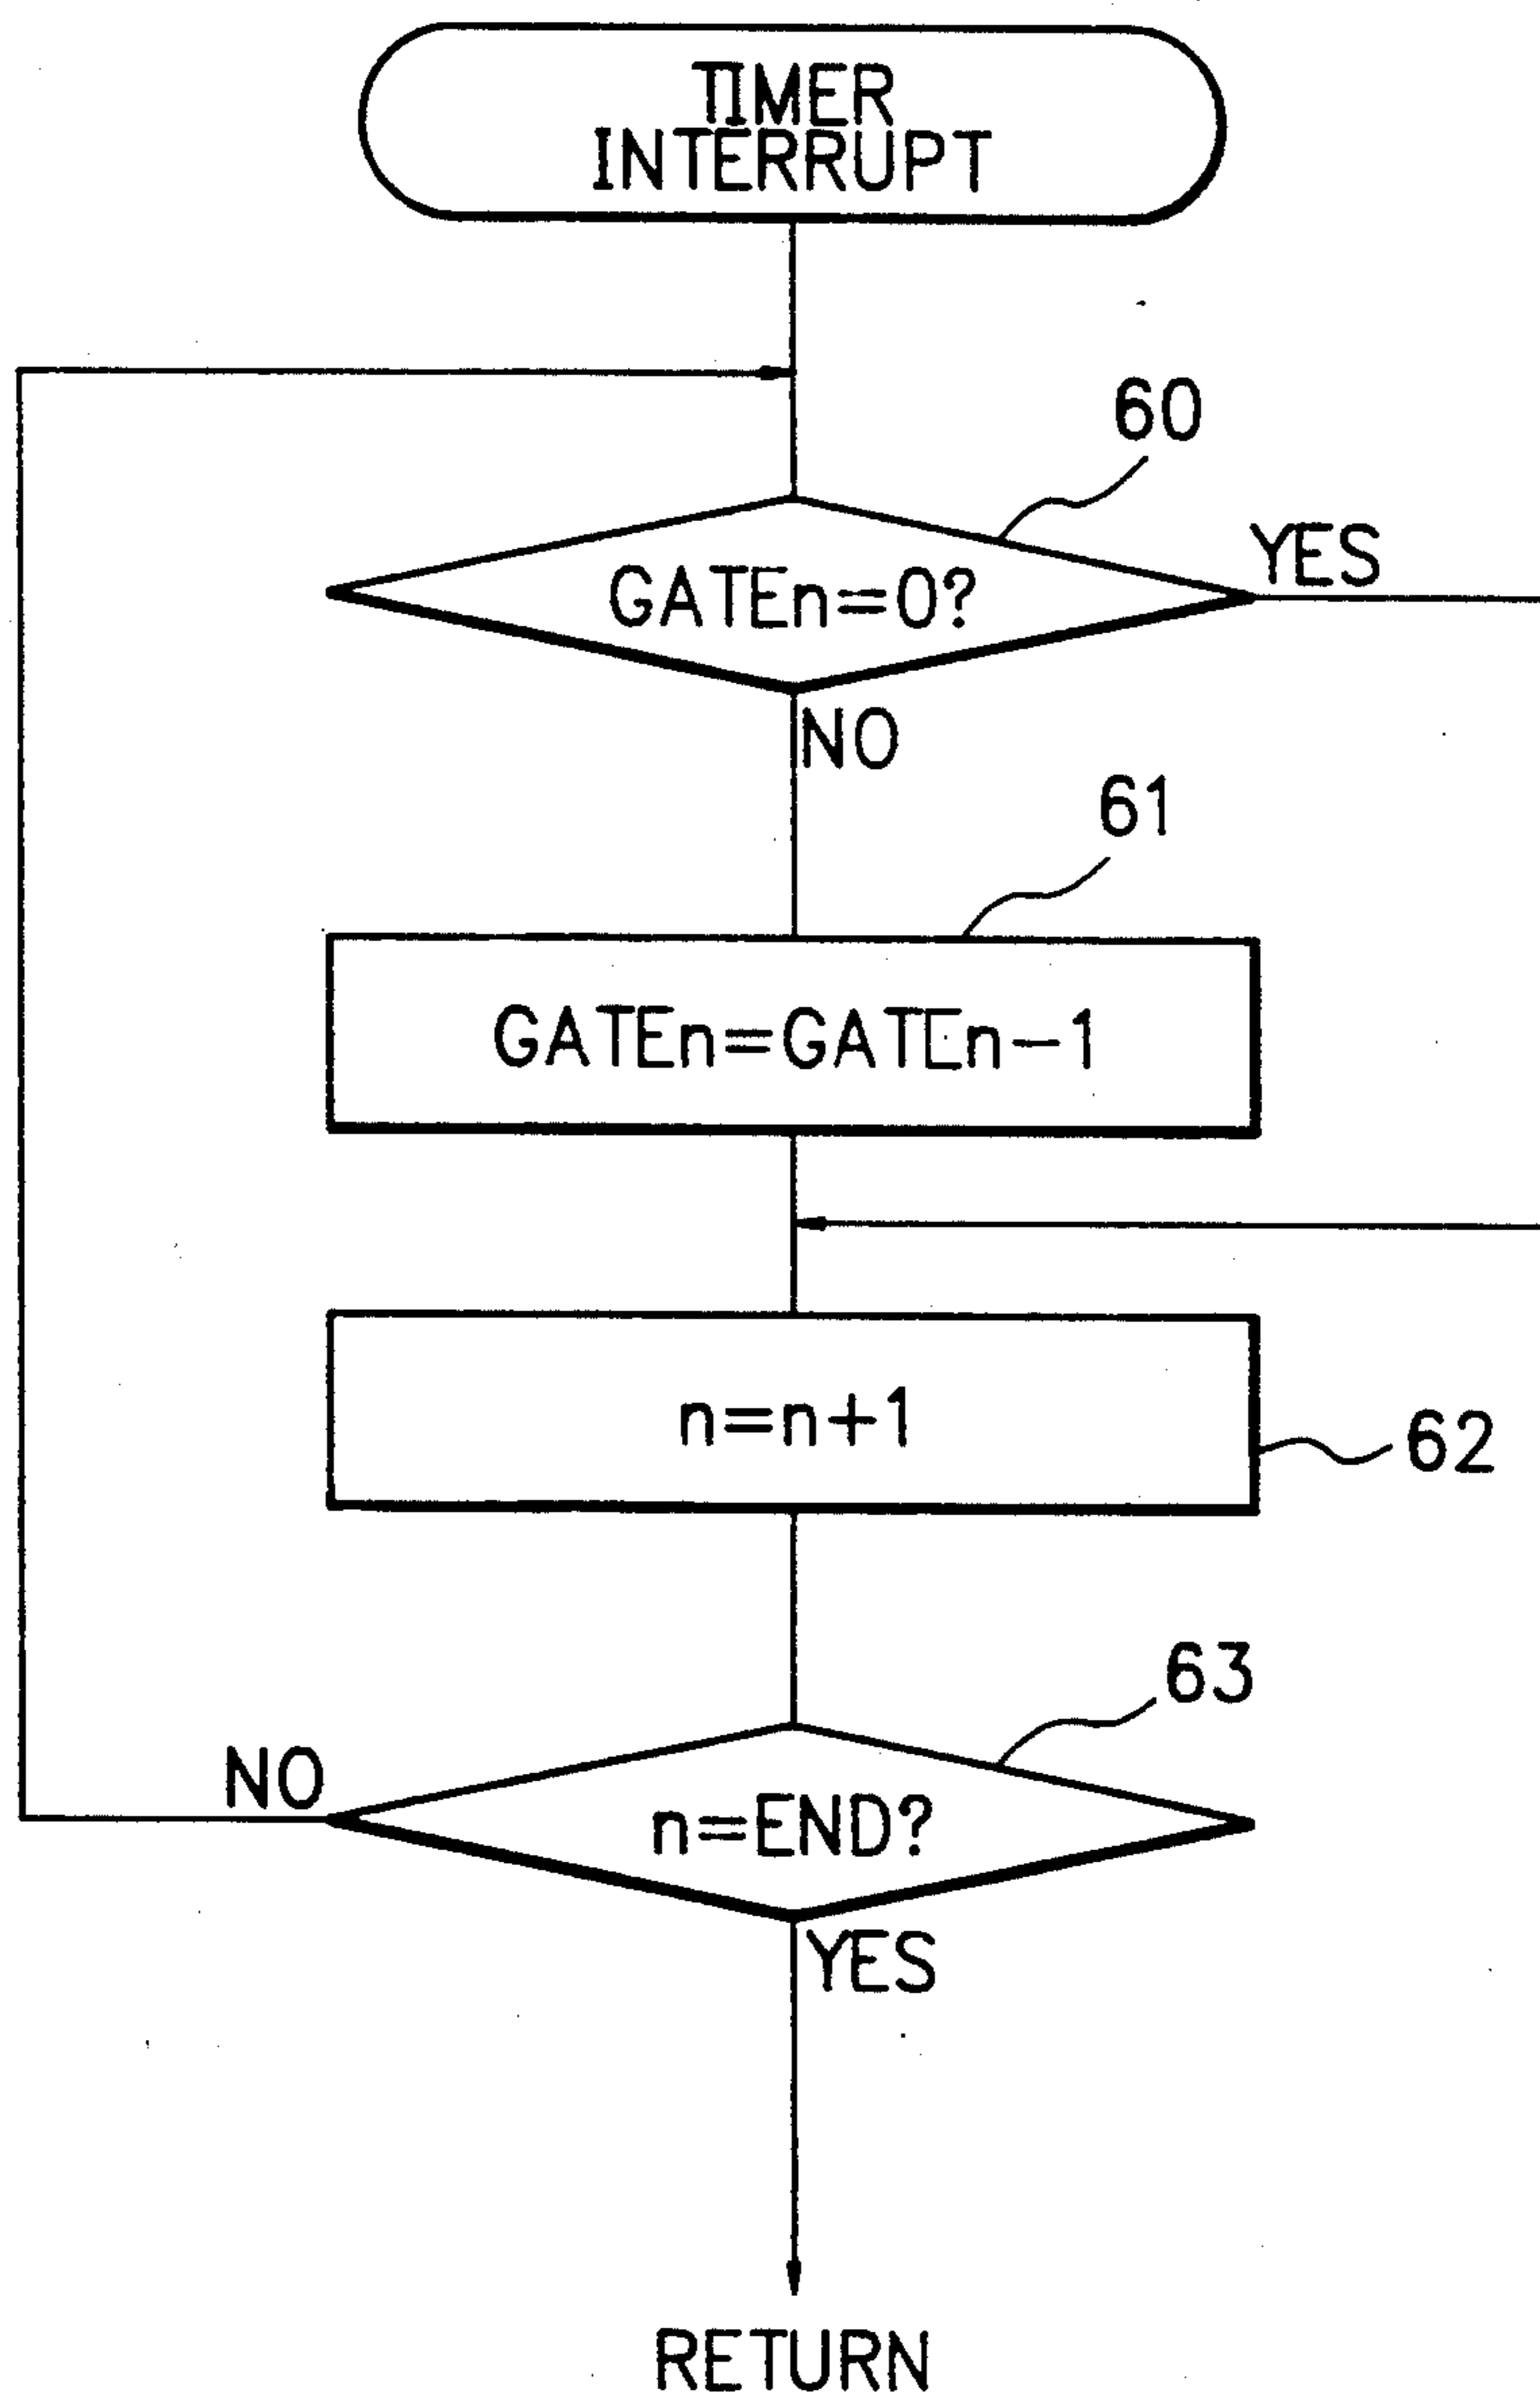 TIMER
INTERRUPT
60
YES
GATEn=0?
NO
61
GATEn=GATEn-1
n=n+1
62
63
NO
n=END?
YES
RETURN